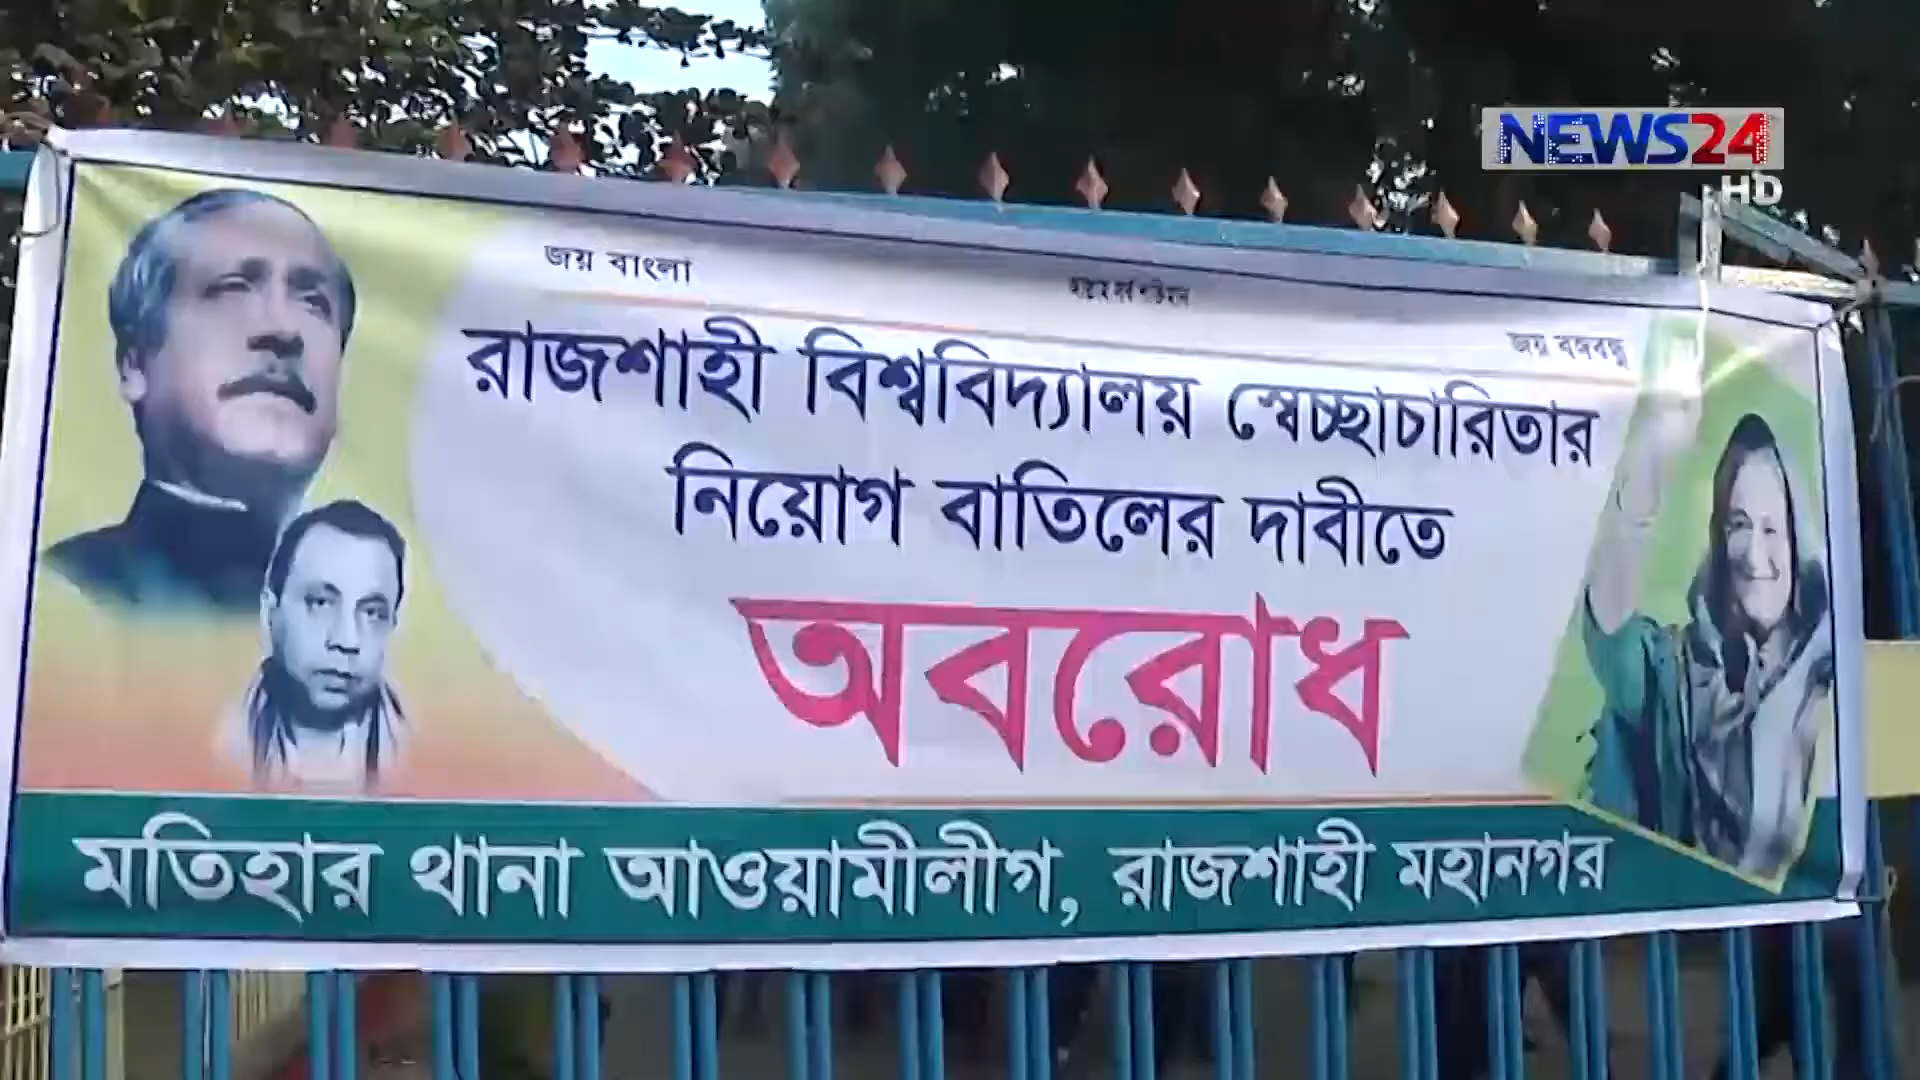 NEWS24
HD
জয় বাংলা
জয় বঙ্গবন্ধু
রাজশাহী বিশ্ববিদ্যালয় স্বেচ্ছাচারিতার
নিয়োগ বাতিলের দাবীতে
অবরোধ
মতিহার থানা আওয়ামীলীগ, রাজশাহী মহানগর